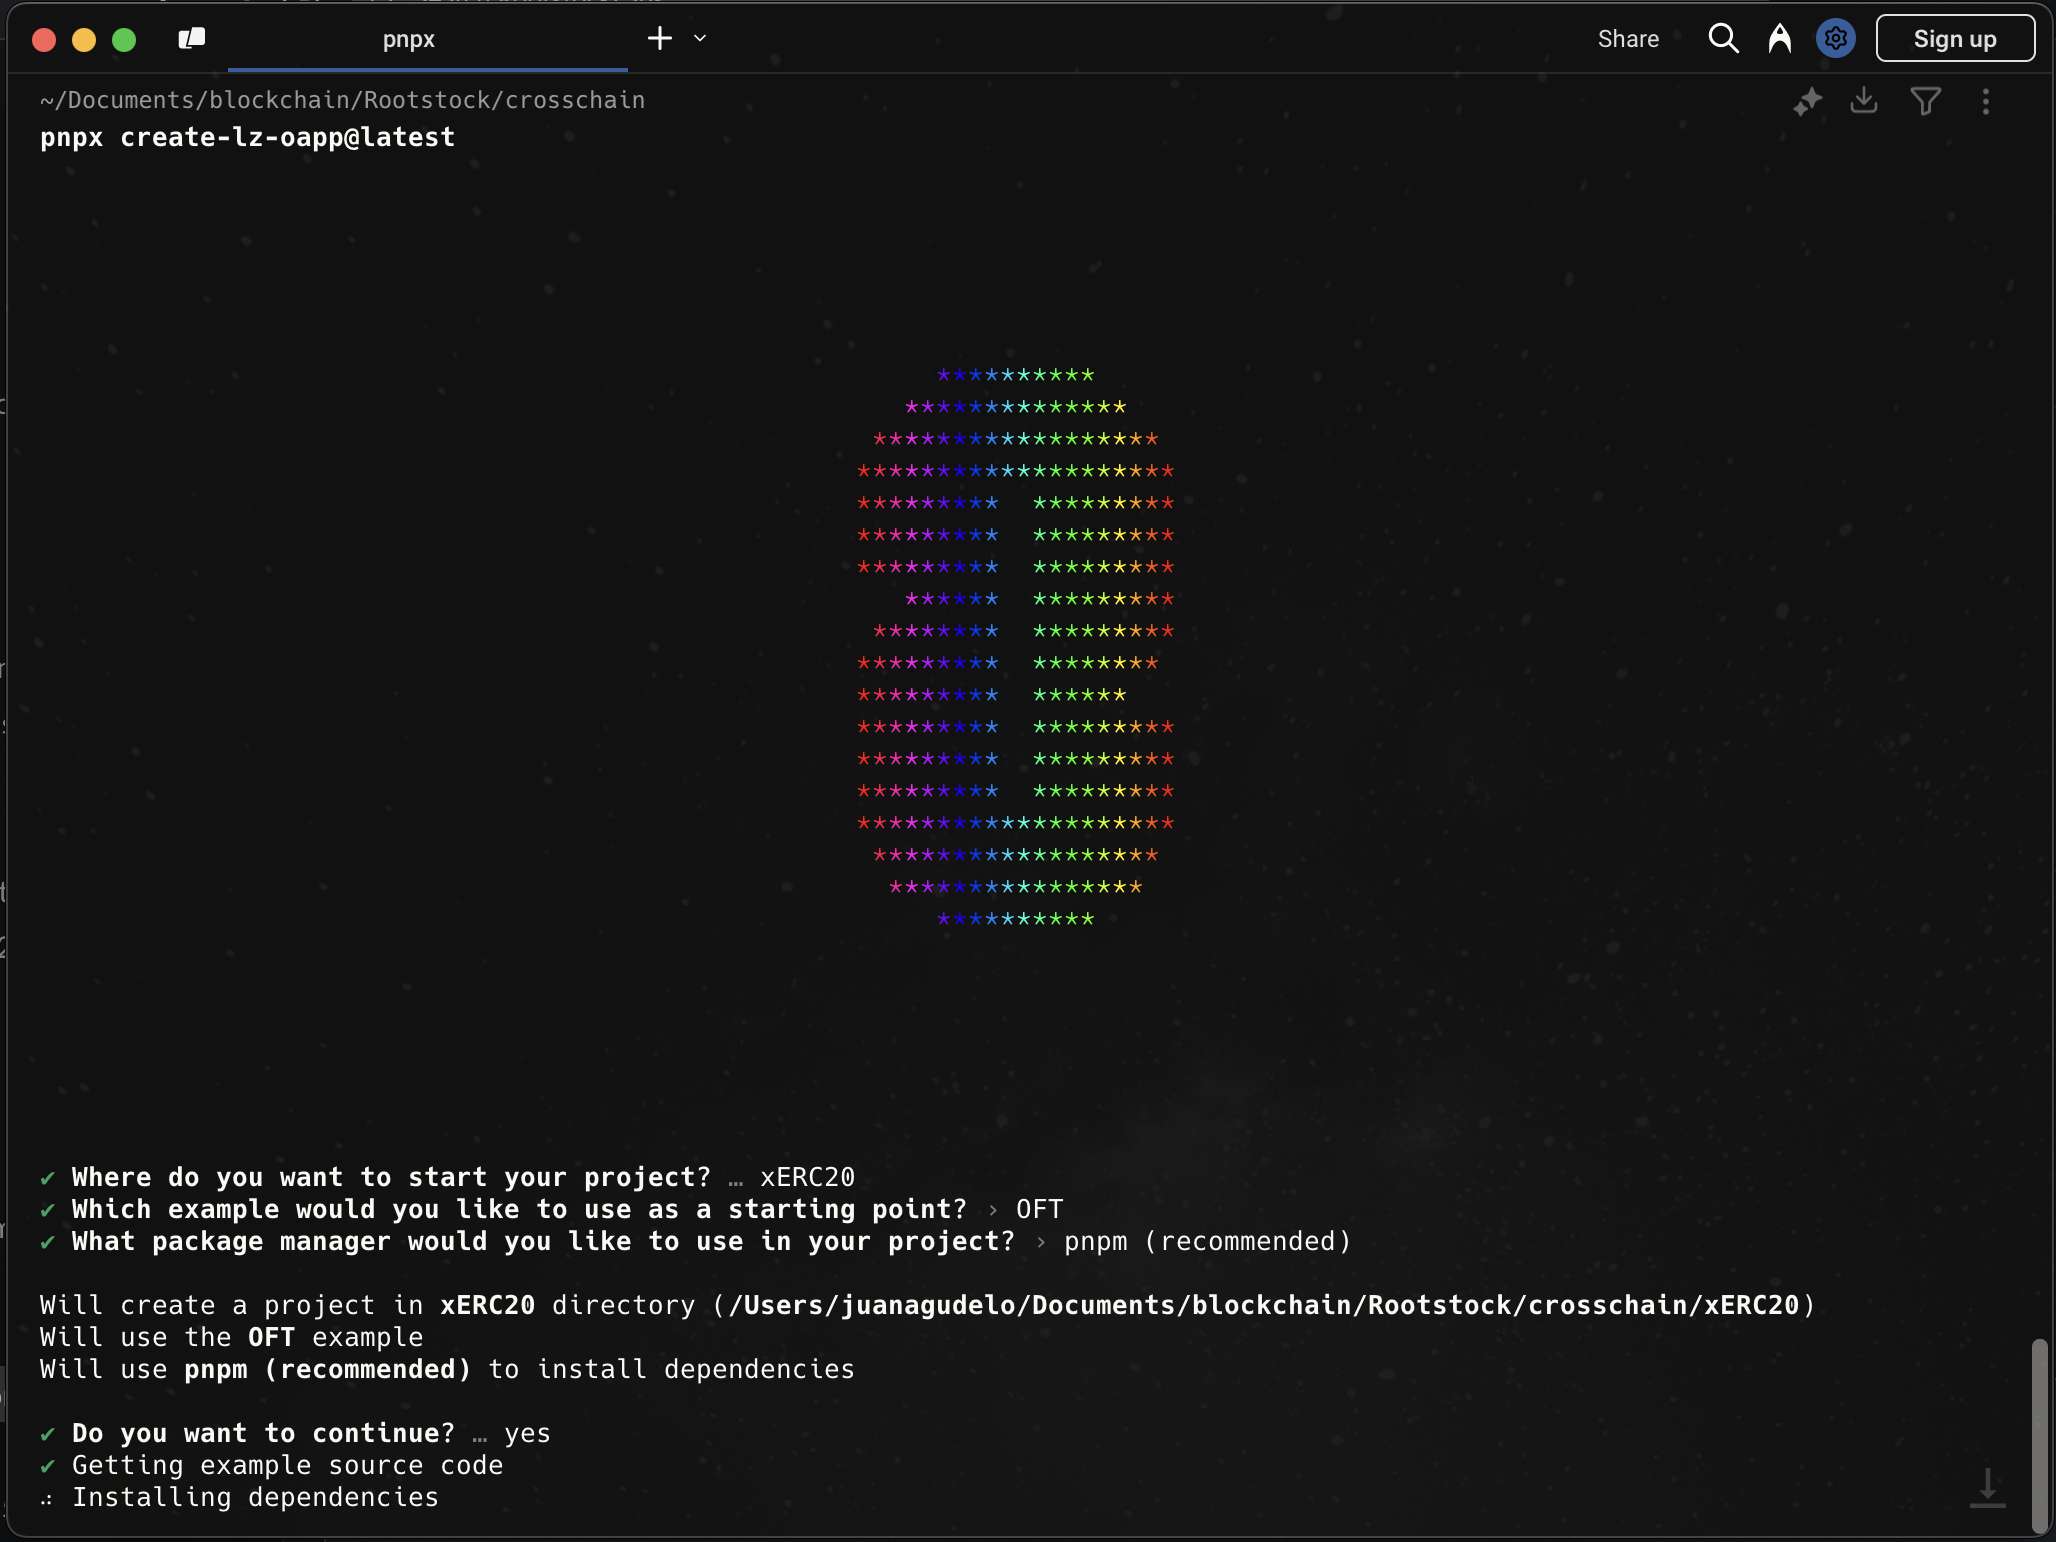 pnpx
Share
Sign up
~/Documents/blockchain/Rootstock/crosschain
pnpx create-lz-oapp@latest
**********
**************
******************
********************
********* *********
********* *********
********* *********
****** *********
******** *********
********* ********
********* ******
********* *********
********* *********
********* *********
********************
******************
****************
**********
✔ Where do you want to start your project? … xERC20
✔ Which example would you like to use as a starting point? › OFT
✔ What package manager would you like to use in your project? › pnpm (recommended)
Will create a project in xERC20 directory (/Users/juanagudelo/Documents/blockchain/Rootstock/crosschain/xERC20)
Will use the OFT example
Will use pnpm (recommended) to install dependencies
✔ Do you want to continue? … yes
✔ Getting example source code
Installing dependencies